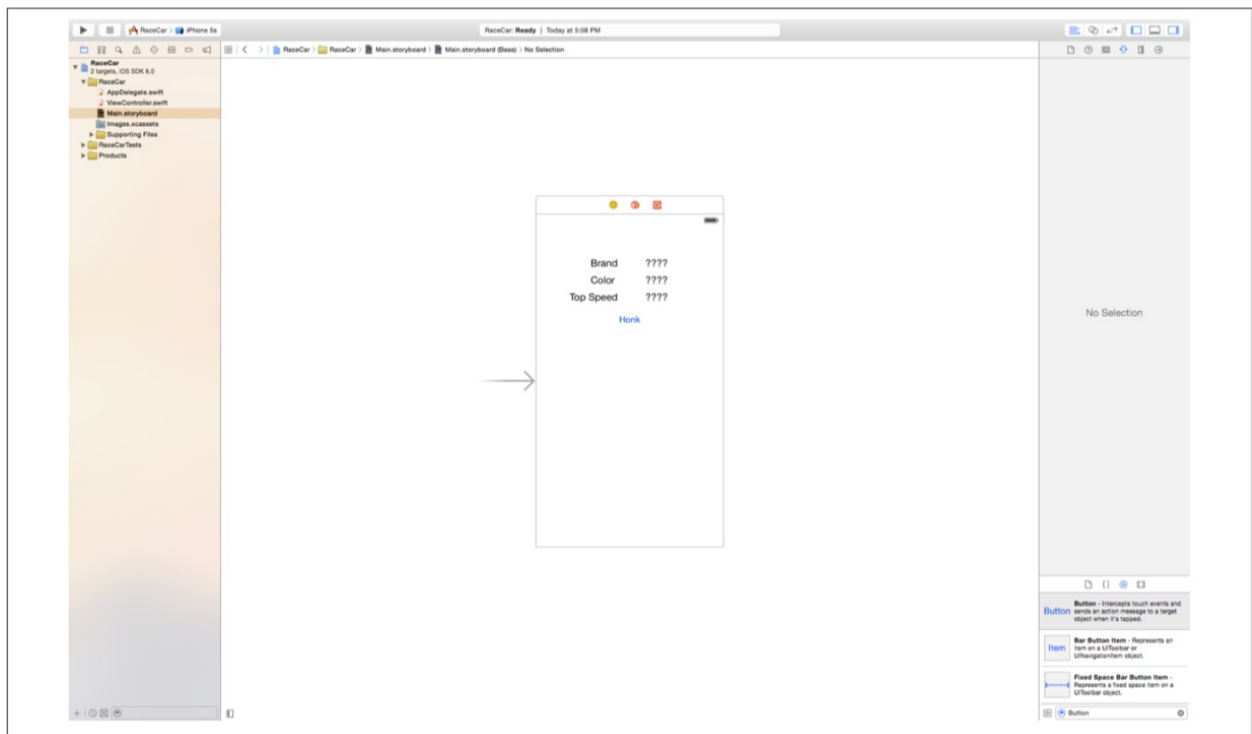 RaceCar iPhone 5s
RaceCar: Ready | Today at 5:08 PM
RaceCar RaceCar Main.storyboard Main.storyboard (Base) No Selection
RaceCar
2 targets, iOS SDK 8.0
RaceCar
AppDelegate.swift
ViewController.swift
Main.storyboard
Images.xcassets
Supporting Files
RaceCarTests
Products
Brand ????
Color ????
Top Speed ????
Honk
No Selection
{ }
Button
Button - Intercepts touch events and
sends an action message to a target
object when it's tapped.
Item
Bar Button Item - Represents an
item on a UIToolbar or
UINavigationItem object.
Fixed Space Bar Button Item -
Represents a fixed space item on a
UIToolbar object.
Button